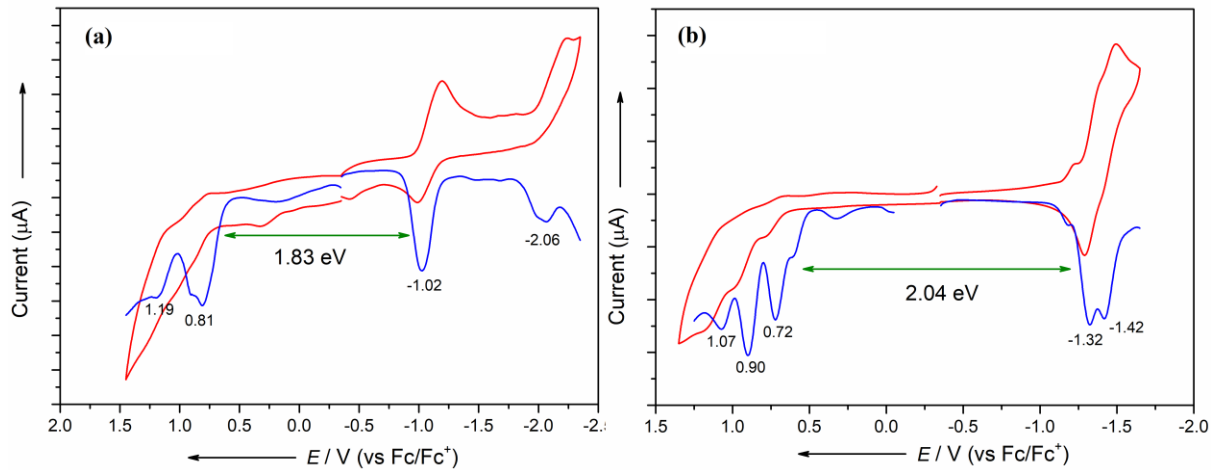 (a)
Current (µA)
1.83 eV
1.19
0.81
-1.02
-2.06
2.0 1.5 1.0 0.5 0.0 -0.5 -1.0 -1.5 -2.0 -2.5
E / V (vs Fc/Fc⁺)
(b)
Current (µA)
2.04 eV
1.07
0.90
0.72
-1.32
-1.42
1.5 1.0 0.5 0.0 -0.5 -1.0 -1.5 -2.0
E / V (vs Fc/Fc⁺)